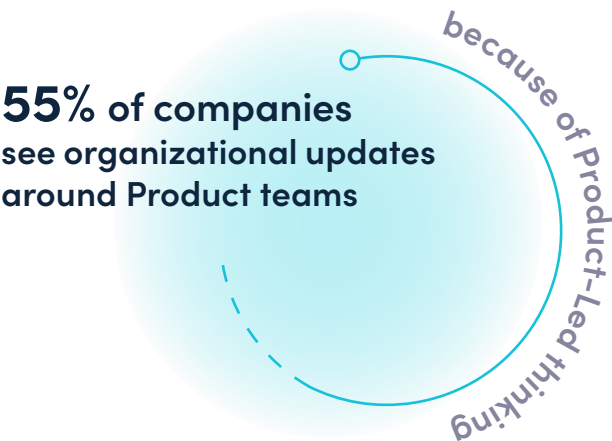 55% of companies
see organizational updates
around Product teams
because of Product-Led thinking